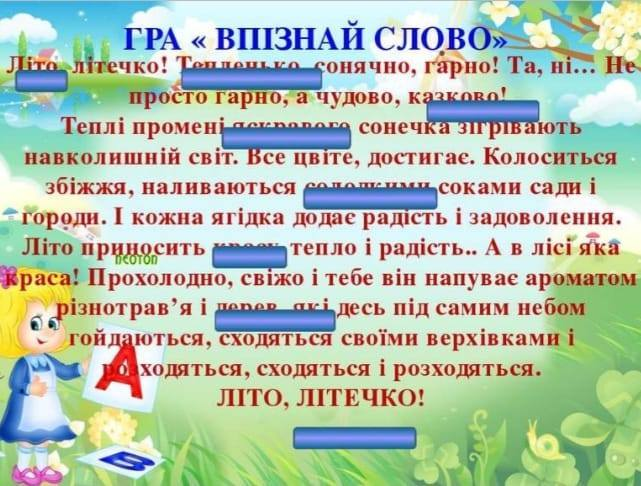 ГРА « ВПІЗНАЙ СЛОВО»
Літо, літечко! Тепленько, сонячно, гарно! Та, ні… Не
просто гарно, а чудово, казково!
Теплі промені яскравого сонечка зігрівають
навколишній світ. Все цвіте, достигає. Колоситься
збіжжя, наливаються солодкими соками сади і
городи. І кожна ягідка додає радість і задоволення.
Літо приносить красу, тепло і радість.. А в лісі яка
краса! Прохолодно, свіжо і тебе він напуває ароматом
різнотрав’я і дерев, які десь під самим небом
гойдаються, сходяться своїми верхівками і
розходяться, сходяться і розходяться.
ЛІТО, ЛІТЕЧКО!
А